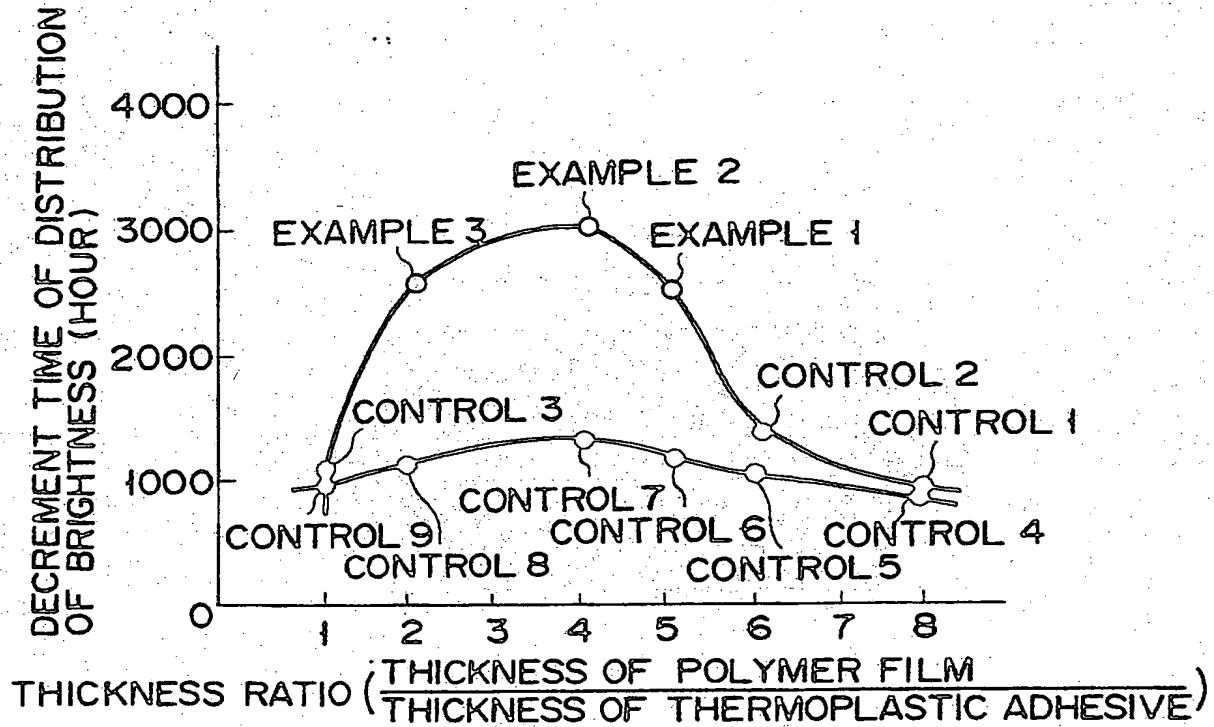 DECREMENT TIME OF DISTRIBUTION
OF BRIGHTNESS (HOUR)
4000
3000
2000
1000
0
EXAMPLE 2
EXAMPLE 3
EXAMPLE 1
CONTROL 2
CONTROL 3
CONTROL 1
CONTROL 7
CONTROL 9
CONTROL 6
CONTROL 4
CONTROL 8
CONTROL 5
1 2 3 4 5 6 7 8
THICKNESS RATIO (THICKNESS OF POLYMER FILM
THICKNESS OF THERMOPLASTIC ADHESIVE)